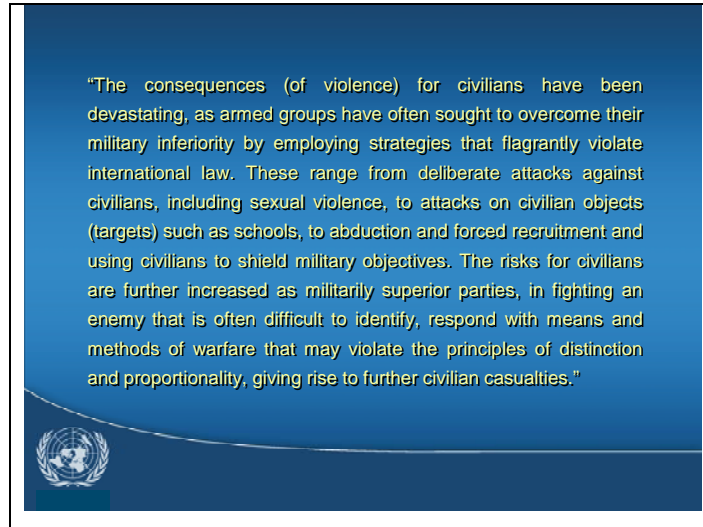 “The consequences (of violence) for civilians have been
devastating, as armed groups have often sought to overcome their
military inferiority by employing strategies that flagrantly violate
international law. These range from deliberate attacks against
civilians, including sexual violence, to attacks on civilian objects
(targets) such as schools, to abduction and forced recruitment and
using civilians to shield military objectives. The risks for civilians
are further increased as militarily superior parties, in fighting an
enemy that is often difficult to identify, respond with means and
methods of warfare that may violate the principles of distinction
and proportionality, giving rise to further civilian casualties.”